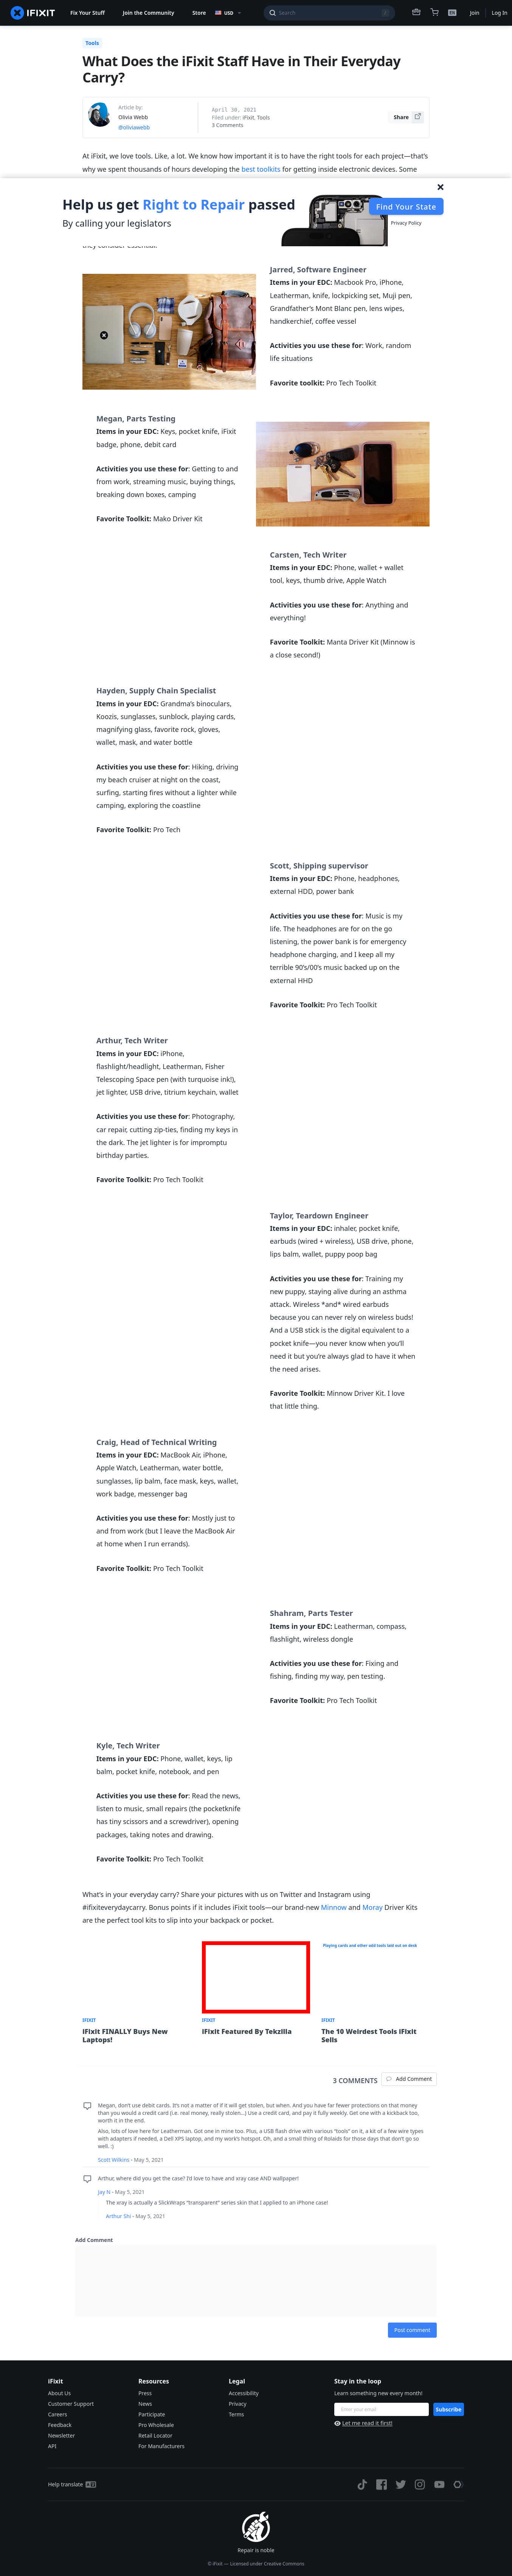 IFIXIT
Fix Your Stuff
Join the Community
Store
USD
Search
/
EN
Join
Log In
Tools
What Does the iFixit Staff Have in Their Everyday
Carry?
Article by:
Olivia Webb
@oliviawebb
April 30, 2021
Filed under: iFixit, Tools
3 Comments
Share
At iFixit, we love tools. Like, a lot. We know how important it is to have the right tools for each project—that's
why we spent thousands of hours developing the best toolkits for getting inside electronic devices. Some
Help us get Right to Repair passed
By calling your legislators
Find Your State
Privacy Policy
they consider essential.
Jarred, Software Engineer
Items in your EDC: Macbook Pro, iPhone,
Leatherman, knife, lockpicking set, Muji pen,
Grandfather's Mont Blanc pen, lens wipes,
handkerchief, coffee vessel
Activities you use these for: Work, random
life situations
Favorite toolkit: Pro Tech Toolkit
Megan, Parts Testing
Items in your EDC: Keys, pocket knife, iFixit
badge, phone, debit card
Activities you use these for: Getting to and
from work, streaming music, buying things,
breaking down boxes, camping
Favorite Toolkit: Mako Driver Kit
Carsten, Tech Writer
Items in your EDC: Phone, wallet + wallet
tool, keys, thumb drive, Apple Watch
Activities you use these for: Anything and
everything!
Favorite Toolkit: Manta Driver Kit (Minnow is
a close second!)
Hayden, Supply Chain Specialist
Items in your EDC: Grandma's binoculars,
Koozis, sunglasses, sunblock, playing cards,
magnifying glass, favorite rock, gloves,
wallet, mask, and water bottle
Activities you use these for: Hiking, driving
my beach cruiser at night on the coast,
surfing, starting fires without a lighter while
camping, exploring the coastline
Favorite Toolkit: Pro Tech
Scott, Shipping supervisor
Items in your EDC: Phone, headphones,
external HDD, power bank
Activities you use these for: Music is my
life. The headphones are for on the go
listening, the power bank is for emergency
headphone charging, and I keep all my
terrible 90's/00's music backed up on the
external HHD
Favorite Toolkit: Pro Tech Toolkit
Arthur, Tech Writer
Items in your EDC: iPhone,
flashlight/headlight, Leatherman, Fisher
Telescoping Space pen (with turquoise ink!),
jet lighter, USB drive, titrium keychain, wallet
Activities you use these for: Photography,
car repair, cutting zip-ties, finding my keys in
the dark. The jet lighter is for impromptu
birthday parties.
Favorite Toolkit: Pro Tech Toolkit
Taylor, Teardown Engineer
Items in your EDC: inhaler, pocket knife,
earbuds (wired + wireless), USB drive, phone,
lips balm, wallet, puppy poop bag
Activities you use these for: Training my
new puppy, staying alive during an asthma
attack. Wireless *and* wired earbuds
because you can never rely on wireless buds!
And a USB stick is the digital equivalent to a
pocket knife—you never know when you'll
need it but you're always glad to have it when
the need arises.
Favorite Toolkit: Minnow Driver Kit. I love
that little thing.
Craig, Head of Technical Writing
Items in your EDC: MacBook Air, iPhone,
Apple Watch, Leatherman, water bottle,
sunglasses, lip balm, face mask, keys, wallet,
work badge, messenger bag
Activities you use these for: Mostly just to
and from work (but I leave the MacBook Air
at home when I run errands).
Favorite Toolkit: Pro Tech Toolkit
Shahram, Parts Tester
Items in your EDC: Leatherman, compass,
flashlight, wireless dongle
Activities you use these for: Fixing and
fishing, finding my way, pen testing.
Favorite Toolkit: Pro Tech Toolkit
Kyle, Tech Writer
Items in your EDC: Phone, wallet, keys, lip
balm, pocket knife, notebook, and pen
Activities you use these for: Read the news,
listen to music, small repairs (the pocketknife
has tiny scissors and a screwdriver), opening
packages, taking notes and drawing.
Favorite Toolkit: Pro Tech Toolkit
What's in your everyday carry? Share your pictures with us on Twitter and Instagram using
#ifixiteverydaycarry. Bonus points if it includes iFixit tools—our brand-new Minnow and Moray Driver Kits
are the perfect tool kits to slip into your backpack or pocket.
Playing cards and other odd tools laid out on desk
IFIXIT
iFixit FINALLY Buys New
Laptops!
IFIXIT
iFixit Featured By Tekzilla
IFIXIT
The 10 Weirdest Tools iFixit
Sells
3 COMMENTS
Add Comment
Megan, don't use debit cards. It's not a matter of if it will get stolen, but when. And you have far fewer protections on that money
than you would a credit card (i.e. real money, really stolen...) Use a credit card, and pay it fully weekly. Get one with a kickback too,
worth it in the end.
Also, lots of love here for Leatherman. Got one in mine too. Plus, a USB flash drive with various "tools" on it, a kit of a few wire types
with adapters if needed, a Dell XPS laptop, and my work's hotspot. Oh, and a small thing of Rolaids for those days that don't go so
well. :)
Scott Wilkins - May 5, 2021
Arthur, where did you get the case? I'd love to have and xray case AND wallpaper!
Jay N - May 5, 2021
The xray is actually a SlickWraps "transparent" series skin that I applied to an iPhone case!
Arthur Shi - May 5, 2021
Add Comment
Post comment
iFixit
About Us
Customer Support
Careers
Feedback
Newsletter
API
Resources
Press
News
Participate
Pro Wholesale
Retail Locator
For Manufacturers
Legal
Accessibility
Privacy
Terms
Stay in the loop
Learn something new every month!
Enter your email
Subscribe
Let me read it first!
Help translate
Repair is noble
© iFixit — Licensed under Creative Commons